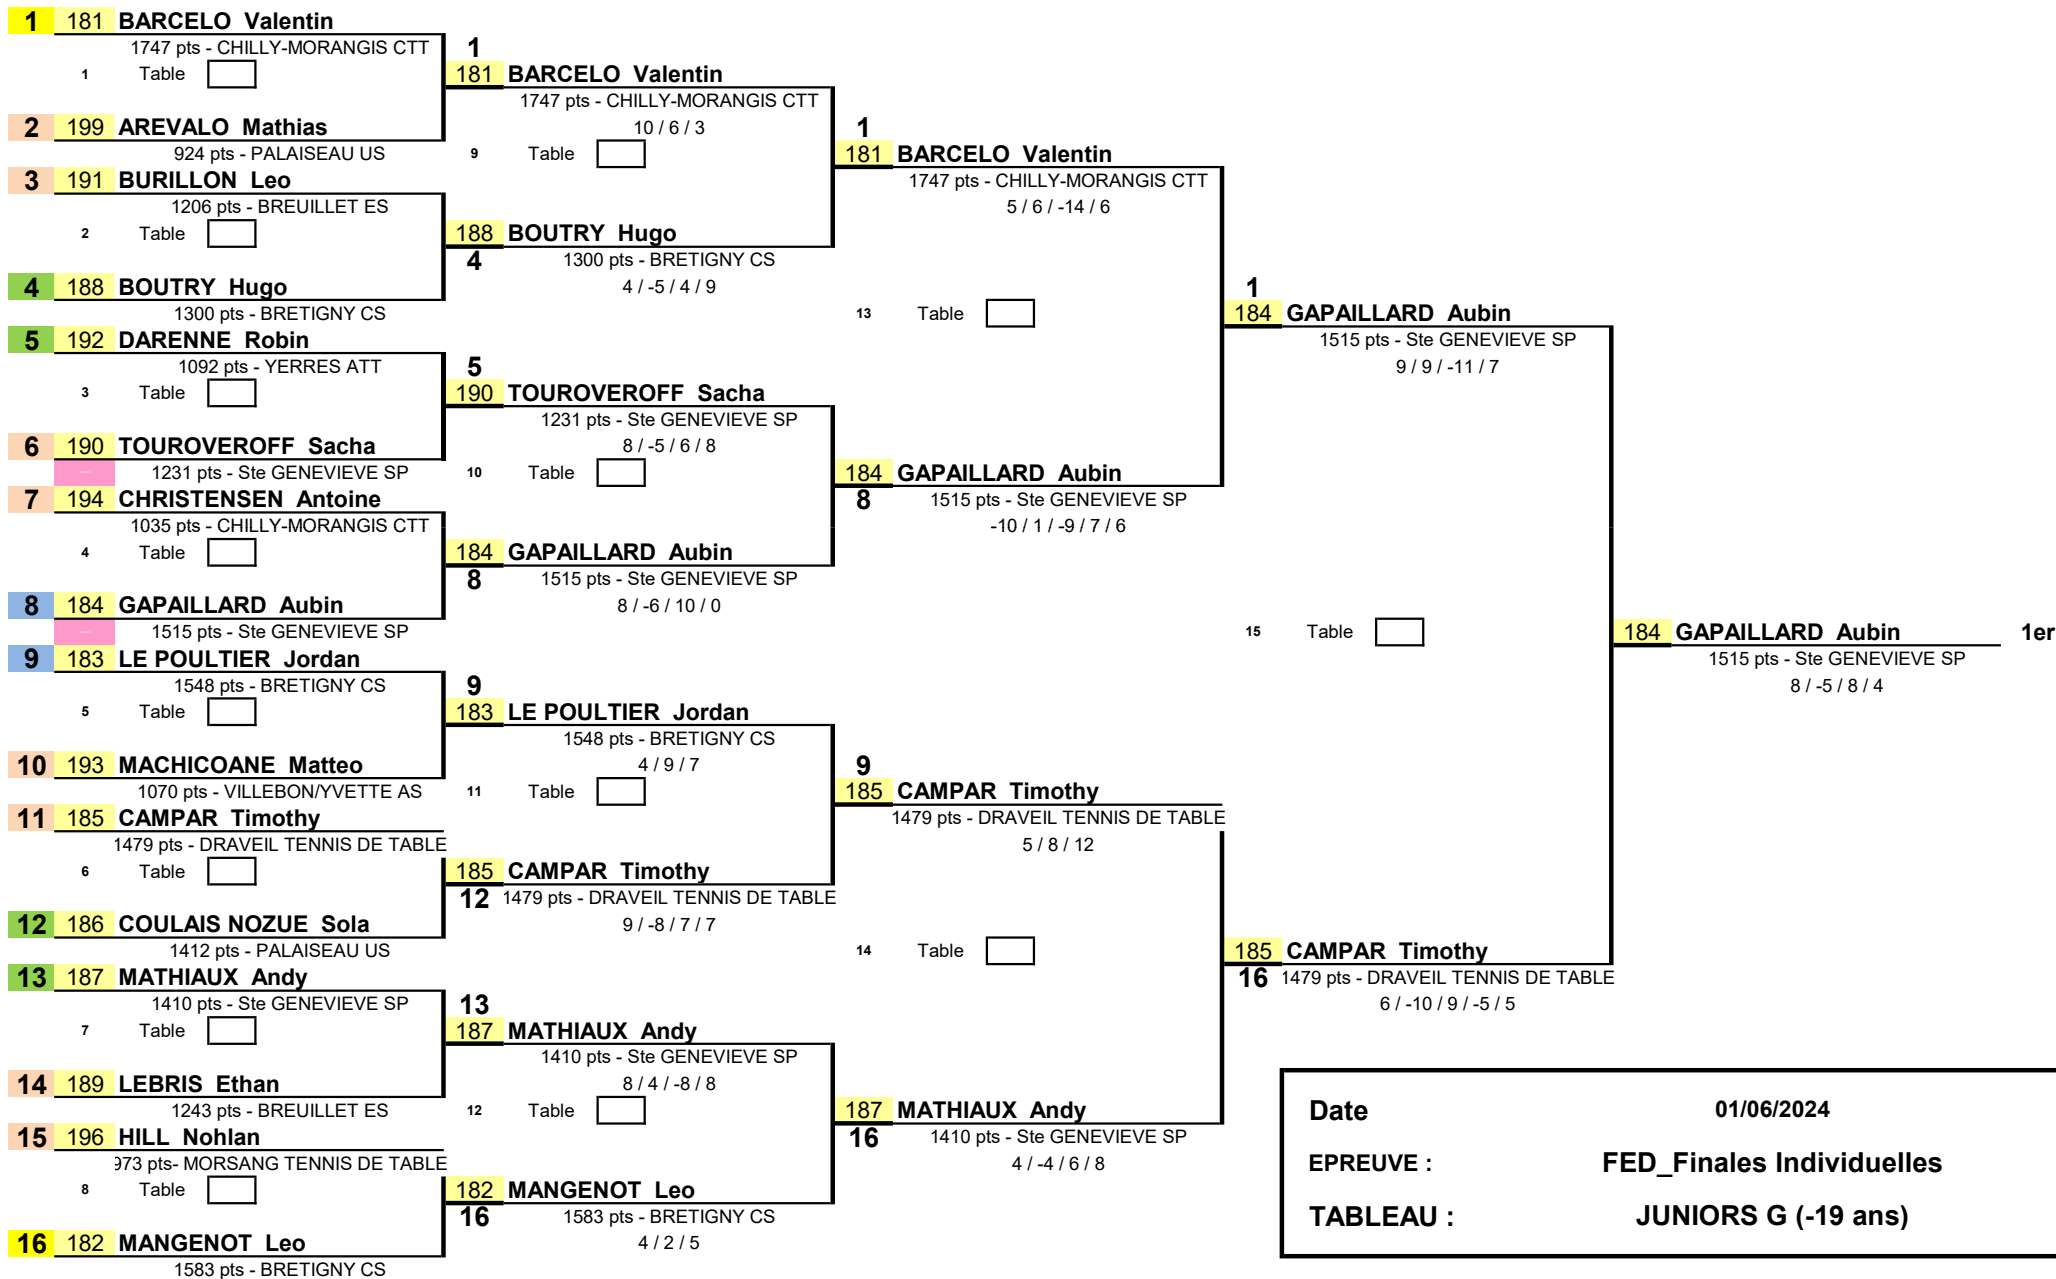 1 181 BARCELO Valentin
1747 pts - CHILLY-MORANGIS CTT
1 Table
2 199 AREVALO Mathias
924 pts - PALAISEAU US
3 191 BURILLON Leo
1206 pts - BREUILLET ES
2 Table
4 188 BOUTRY Hugo
1300 pts - BRETIGNY CS
5 192 DARENNE Robin
1092 pts - YERRES ATT
3 Table
6 190 TOUROVEROFF Sacha
1231 pts - Ste GENEVIEVE SP
7 194 CHRISTENSEN Antoine
1035 pts - CHILLY-MORANGIS CTT
4 Table
8 184 GAPAILLARD Aubin
1515 pts - Ste GENEVIEVE SP
9 183 LE POULTIER Jordan
1548 pts - BRETIGNY CS
5 Table
10 193 MACHICOANE Matteo
1070 pts - VILLEBON/YVETTE AS
11 185 CAMPAR Timothy
1479 pts - DRAVEIL TENNIS DE TABLE
6 Table
12 186 COULAIS NOZUE Sola
1412 pts - PALAISEAU US
13 187 MATHIAUX Andy
1410 pts - Ste GENEVIEVE SP
7 Table
14 189 LEBRIS Ethan
1243 pts - BREUILLET ES
15 196 HILL Nohlan
973 pts- MORSANG TENNIS DE TABLE
8 Table
16 182 MANGENOT Leo
1583 pts - BRETIGNY CS
1
181 BARCELO Valentin
1747 pts - CHILLY-MORANGIS CTT
10 / 6 / 3
9 Table
188 BOUTRY Hugo
4 1300 pts - BRETIGNY CS
4 / -5 / 4 / 9
5
190 TOUROVEROFF Sacha
1231 pts - Ste GENEVIEVE SP
8 / -5 / 6 / 8
10 Table
184 GAPAILLARD Aubin
8 1515 pts - Ste GENEVIEVE SP
8 / -6 / 10 / 0
9
183 LE POULTIER Jordan
1548 pts - BRETIGNY CS
4 / 9 / 7
11 Table
185 CAMPAR Timothy
12 1479 pts - DRAVEIL TENNIS DE TABLE
9 / -8 / 7 / 7
13
187 MATHIAUX Andy
1410 pts - Ste GENEVIEVE SP
8 / 4 / -8 / 8
12 Table
182 MANGENOT Leo
16 1583 pts - BRETIGNY CS
4 / 2 / 5
1
181 BARCELO Valentin
1747 pts - CHILLY-MORANGIS CTT
5 / 6 / -14 / 6
13 Table
184 GAPAILLARD Aubin
8 1515 pts - Ste GENEVIEVE SP
-10 / 1 / -9 / 7 / 6
9
185 CAMPAR Timothy
1479 pts - DRAVEIL TENNIS DE TABLE
5 / 8 / 12
14 Table
187 MATHIAUX Andy
16 1410 pts - Ste GENEVIEVE SP
4 / -4 / 6 / 8
1
184 GAPAILLARD Aubin
1515 pts - Ste GENEVIEVE SP
9 / 9 / -11 / 7
15 Table
185 CAMPAR Timothy
16 1479 pts - DRAVEIL TENNIS DE TABLE
6 / -10 / 9 / -5 / 5
184 GAPAILLARD Aubin 1er
1515 pts - Ste GENEVIEVE SP
8 / -5 / 8 / 4
Date 01/06/2024
EPREUVE : FED_Finales Individuelles
TABLEAU : JUNIORS G (-19 ans)